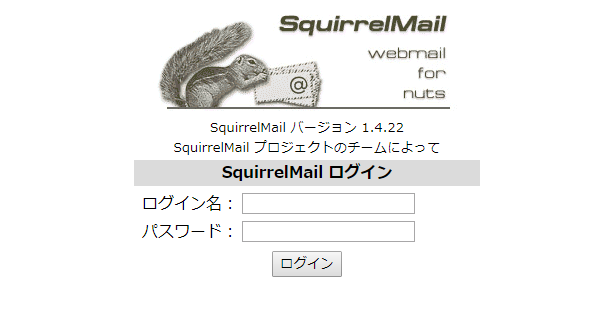 SquirrelMail
webmail
for
nuts
@
SquirrelMail バージョン 1.4.22
SquirrelMail プロジェクトのチームによって
SquirrelMail ログイン
ログイン名：
パスワード：
ログイン